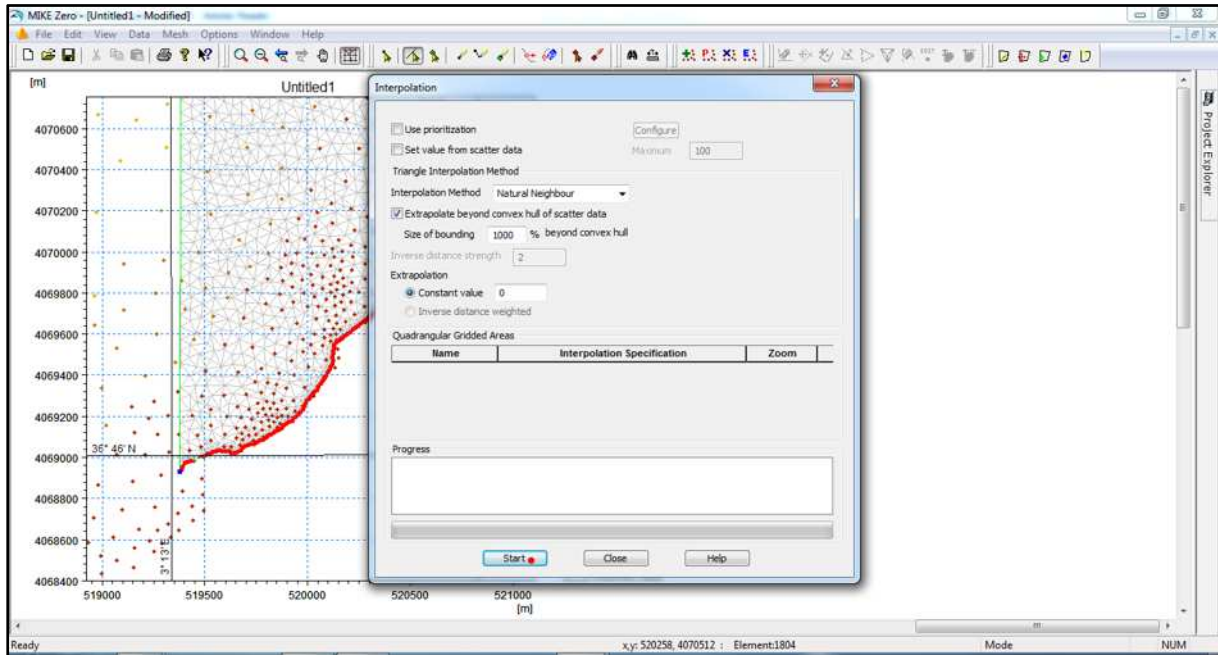 MIKE Zero - [Untitled1 - Modified]
File Edit View Data Mesh Options Window Help
[m]
Untitled1
Interpolation
Use prioritization
Configure
Set value from scatter data
Maximum 100
Triangle Interpolation Method
Interpolation Method Natural Neighbour
Extrapolate beyond convex hull of scatter data
Size of bounding 1000 % beyond convex hull
Inverse distance strength 2
Extrapolation
Constant value 0
Inverse distance weighted
Quadrangular Gridded Areas
Name Interpolation Specification Zoom
Progress
Start Close Help
4070600
4070400
4070200
4070000
4069800
4069600
4069400
4069200
4069000
4068800
4068600
4068400
36° 46' N
3° 13' E
519000 519500 520000 520500 521000
[m]
Project Explorer
Ready x,y: 520258, 4070512 : Element:1804 Mode NUM